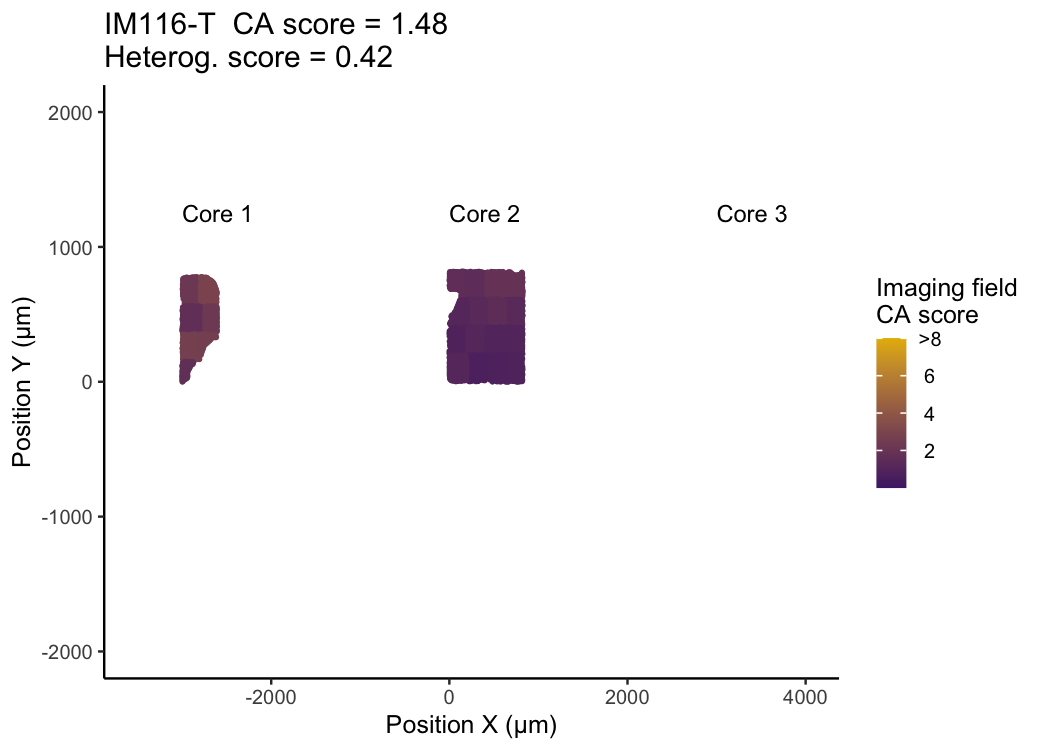 IM116-T  CA score = 1.48
Heterog. score = 0.42
2000
1000
0
-1000
-2000
Position Y (μm)
Core 1
Core 2
Core 3
-2000
0
2000
4000
Position X (μm)
Imaging field
CA score
>8
6
4
2